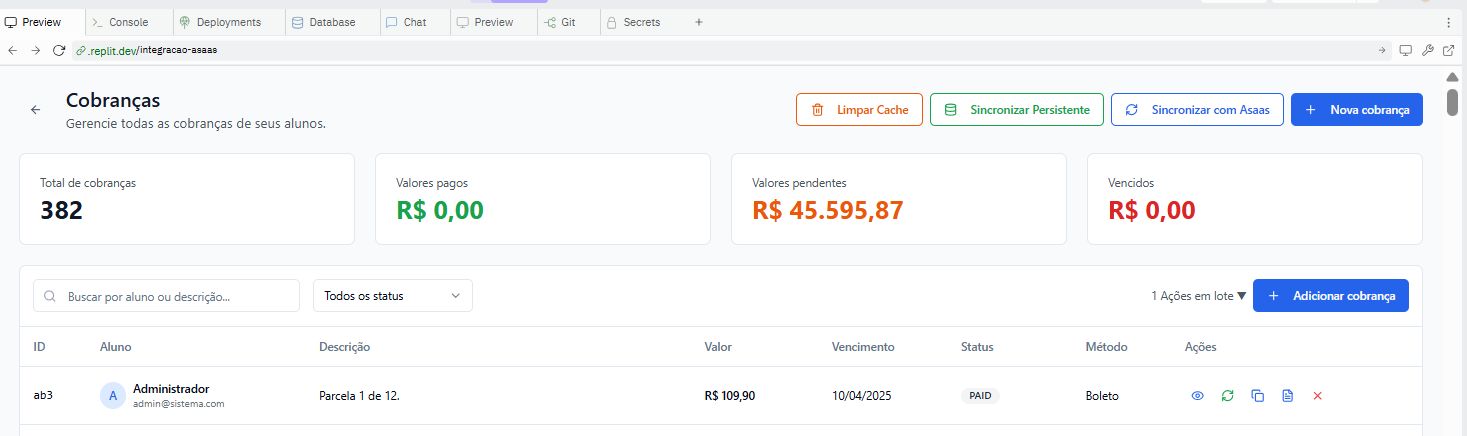 Preview Console Deployments Database Chat Preview Git Secrets
.replit.dev/integracao-asaas
Cobranças
Gerencie todas as cobranças de seus alunos.
Limpar Cache Sincronizar Persistente Sincronizar com Asaas Nova cobrança
Total de cobranças
382
Valores pagos
R$ 0,00
Valores pendentes
R$ 45.595,87
Vencidos
R$ 0,00
Buscar por aluno ou descrição...
Todos os status
1 Ações em lote ▼
Adicionar cobrança
ID Aluno Descrição Valor Vencimento Status Método Ações
ab3 A Administrador
admin@sistema.com
Parcela 1 de 12. R$ 109,90 10/04/2025 PAID Boleto